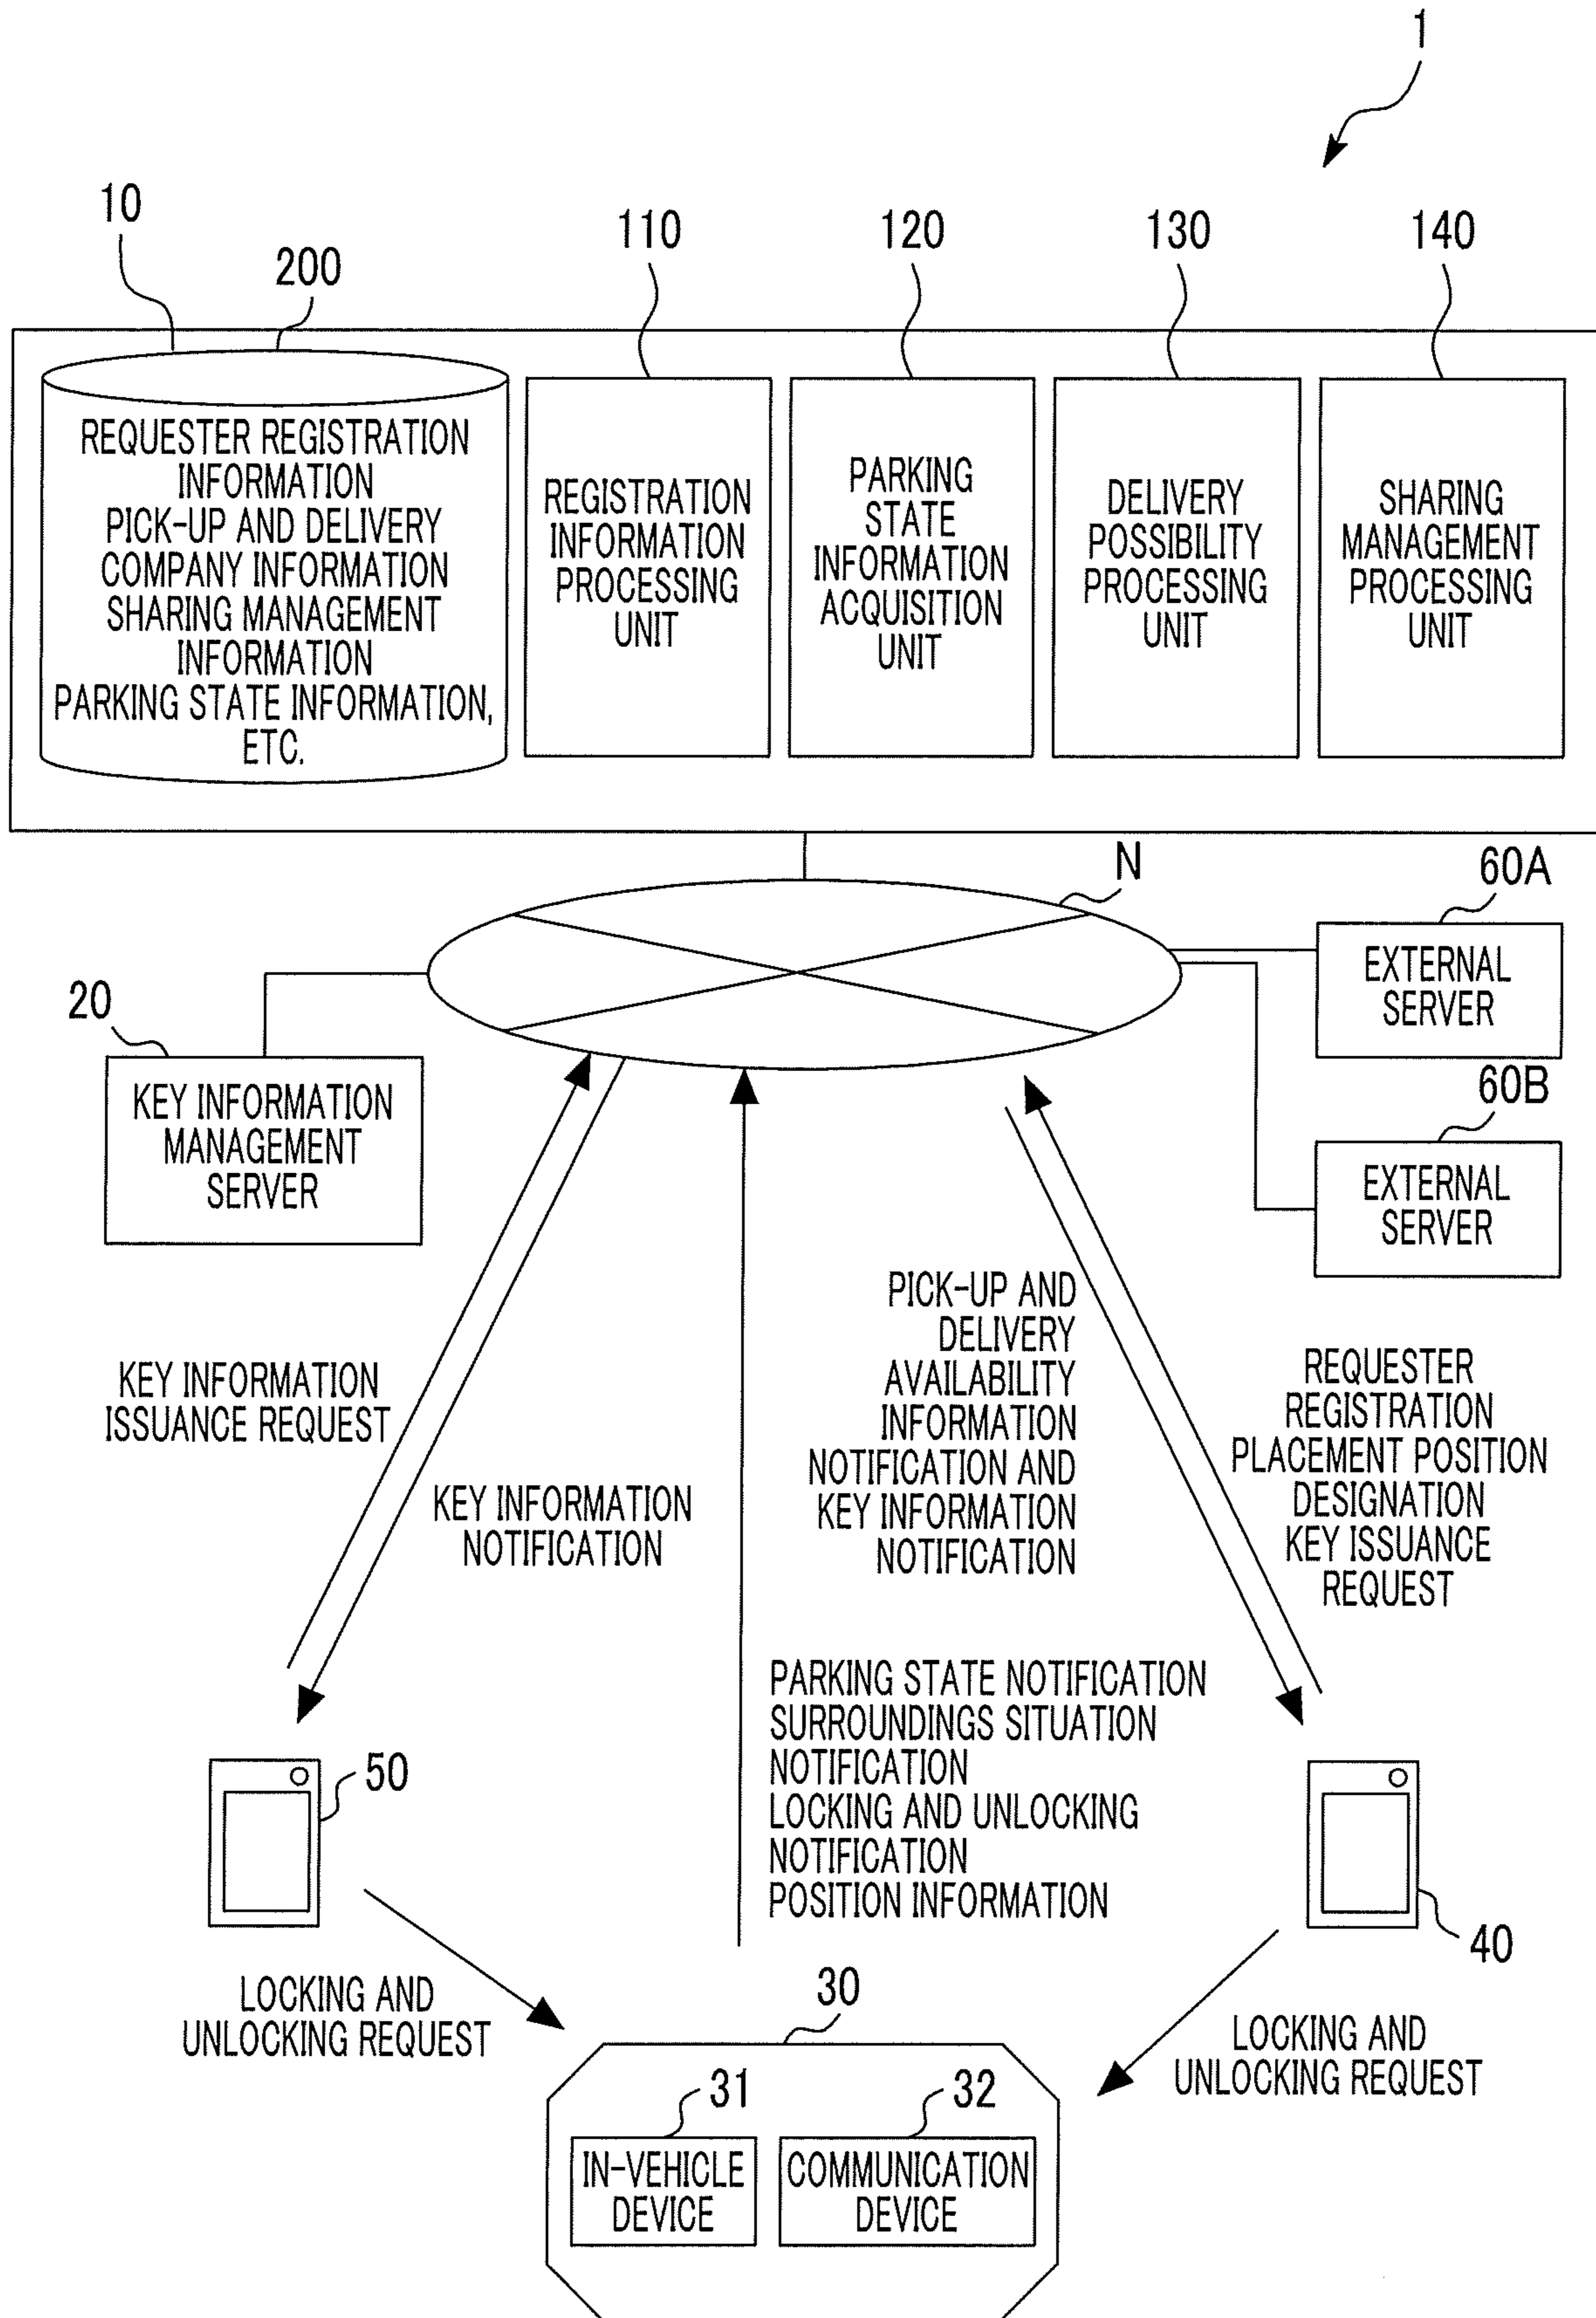 1
10
200
110
120
130
140
REQUESTER REGISTRATION
INFORMATION
PICK-UP AND DELIVERY
COMPANY INFORMATION
SHARING MANAGEMENT
INFORMATION
PARKING STATE INFORMATION,
ETC.
REGISTRATION
INFORMATION
PROCESSING
UNIT
PARKING
STATE
INFORMATION
ACQUISITION
UNIT
DELIVERY
POSSIBILITY
PROCESSING
UNIT
SHARING
MANAGEMENT
PROCESSING
UNIT
N
60A
EXTERNAL
SERVER
20
KEY INFORMATION
MANAGEMENT
SERVER
60B
EXTERNAL
SERVER
KEY INFORMATION
ISSUANCE REQUEST
KEY INFORMATION
NOTIFICATION
PICK-UP AND
DELIVERY
AVAILABILITY
INFORMATION
NOTIFICATION AND
KEY INFORMATION
NOTIFICATION
REQUESTER
REGISTRATION
PLACEMENT POSITION
DESIGNATION
KEY ISSUANCE
REQUEST
PARKING STATE NOTIFICATION
SURROUNDINGS SITUATION
NOTIFICATION
LOCKING AND UNLOCKING
NOTIFICATION
POSITION INFORMATION
50
40
LOCKING AND
UNLOCKING REQUEST
30
LOCKING AND
UNLOCKING REQUEST
31
32
IN-VEHICLE
DEVICE
COMMUNICATION
DEVICE